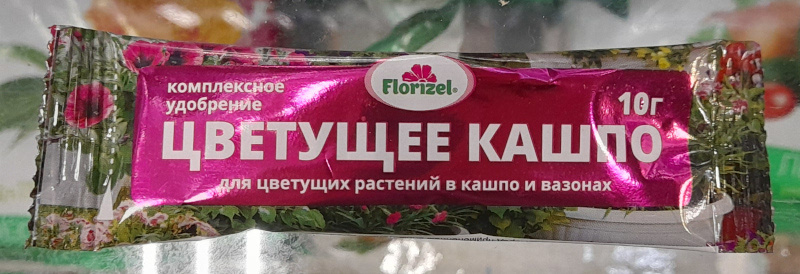 Florizel®
комплексное
удобрение
10г
ЦВЕТУЩЕЕ КАШПО
для цветущих растений в кашпо и вазонах